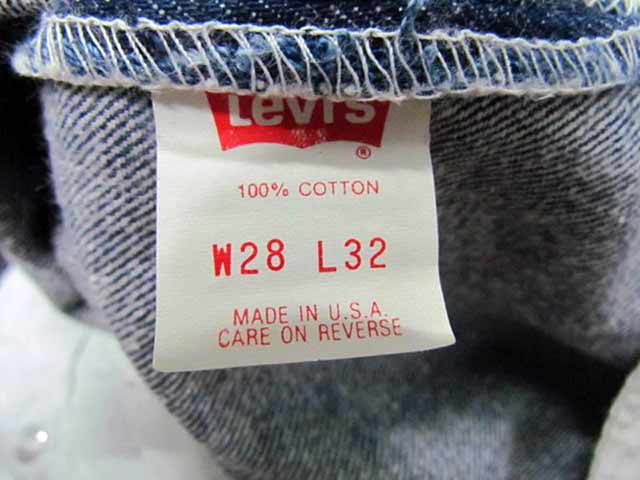 Levi's
®
100% COTTON
W28 L32
MADE IN U.S.A.
CARE ON REVERSE